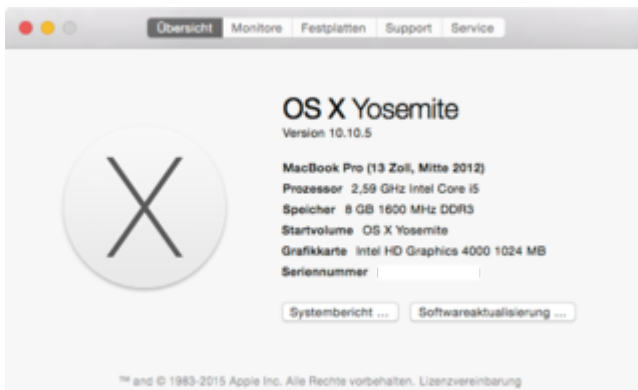 Übersicht Monitore Festplatten Support Service
OS X Yosemite
Version 10.10.5
MacBook Pro (13 Zoll, Mitte 2012)
Prozessor 2,59 GHz Intel Core i5
Speicher 8 GB 1600 MHz DDR3
Startvolume OS X Yosemite
Grafikkarte Intel HD Graphics 4000 1024 MB
Seriennummer
Systembericht ... Softwareaktualisierung ...
™ and © 1983-2015 Apple Inc. Alle Rechte vorbehalten. Lizenzvereinbarung